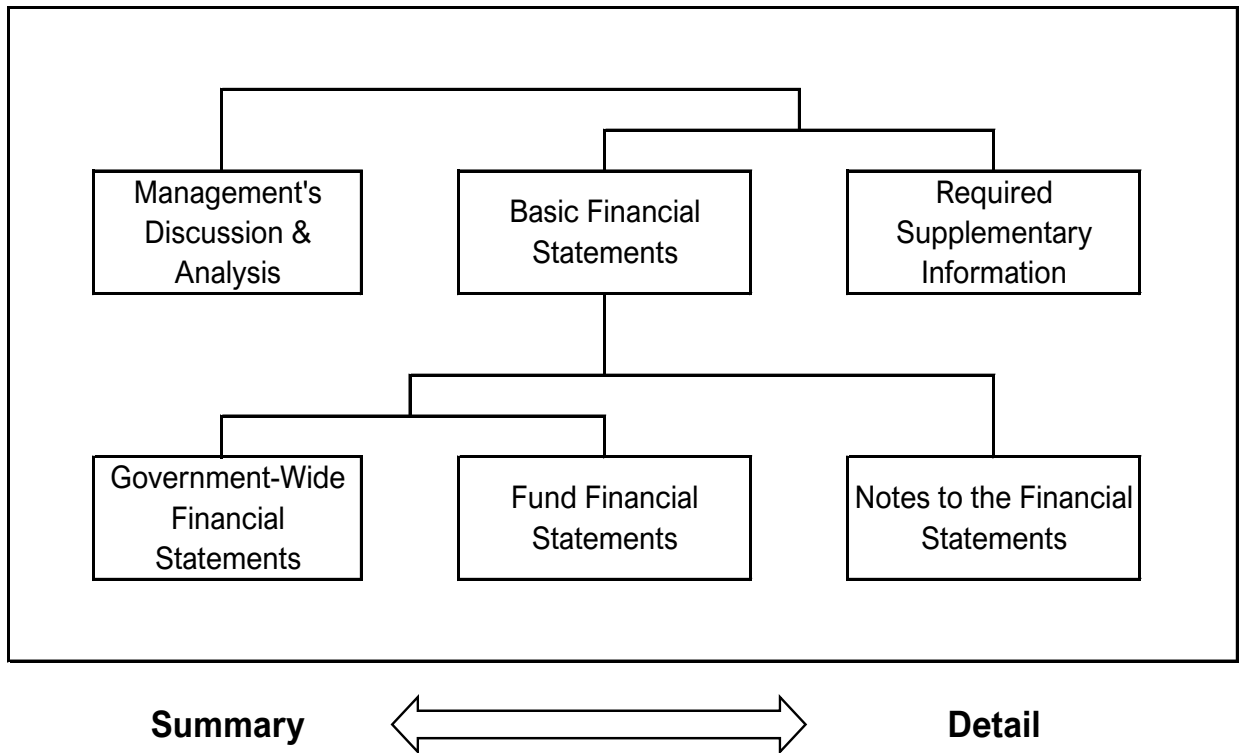 Management's
Discussion &
Analysis
Basic Financial
Statements
Required
Supplementary
Information
Government-Wide
Financial
Statements
Fund Financial
Statements
Notes to the Financial
Statements
Summary
Detail